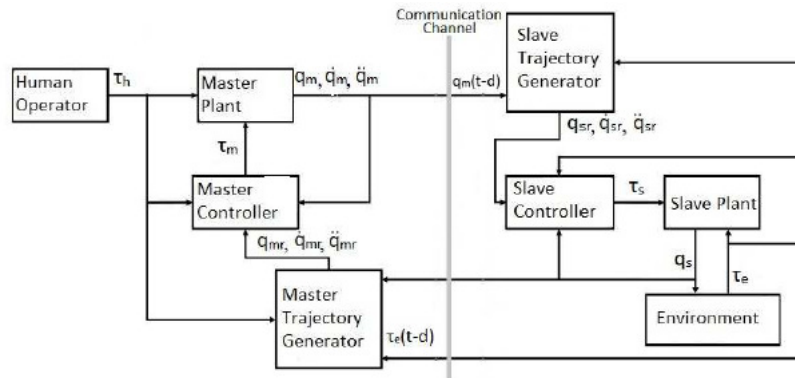 Communication
Channel
Human
Operator
τh
Master
Plant
qm, q̇m, q̈m
qm(t-d)
Slave
Trajectory
Generator
τm
qsr, q̇sr, q̈sr
Master
Controller
Slave
Controller
τs
Slave Plant
qmr, q̇mr, q̈mr
qs
τe
Master
Trajectory
Generator
τe(t-d)
Environment